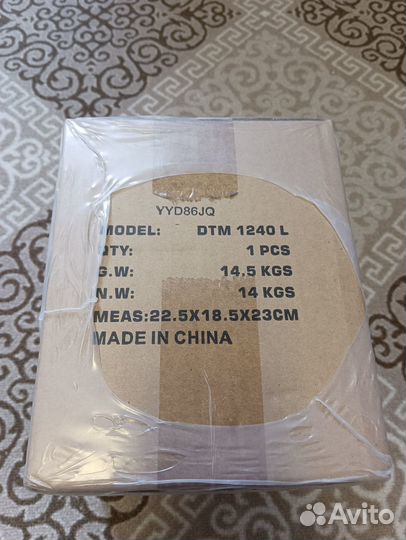 YYD86JQ
MODEL: DTM 1240 L
QTY: 1 PCS
G.W: 14,5 KGS
N.W: 14 KGS
MEAS:22.5X18.5X23CM
MADE IN CHINA
Avito